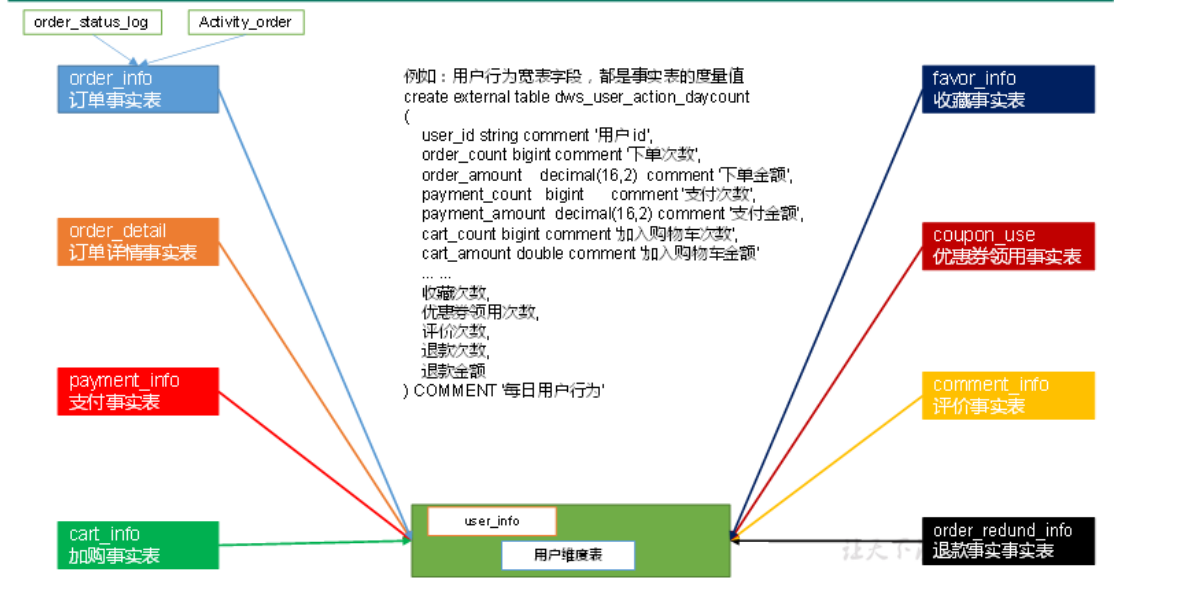 order_status_log
Activity_order
order_info
订单事实表
order_detail
订单详情事实表
payment_info
支付事实表
cart_info
加购事实表
例如：用户行为宽表字段，都是事实表的度量值
create external table dws_user_action_daycount
(
user_id string comment '用户id',
order_count bigint comment '下单次数',
order_amount decimal(16,2) comment '下单金额',
payment_count bigint comment '支付次数',
payment_amount decimal(16,2) comment '支付金额',
cart_count bigint comment '加入购物车次数',
cart_amount double comment '加入购物车金额'
... ...
收藏次数,
优惠券领用次数,
评价次数,
退款次数,
退款金额
) COMMENT '每日用户行为'
user_info
用户维度表
favor_info
收藏事实表
coupon_use
优惠券领用事实表
comment_info
评价事实表
order_redund_info
退款事实事实表
让天下